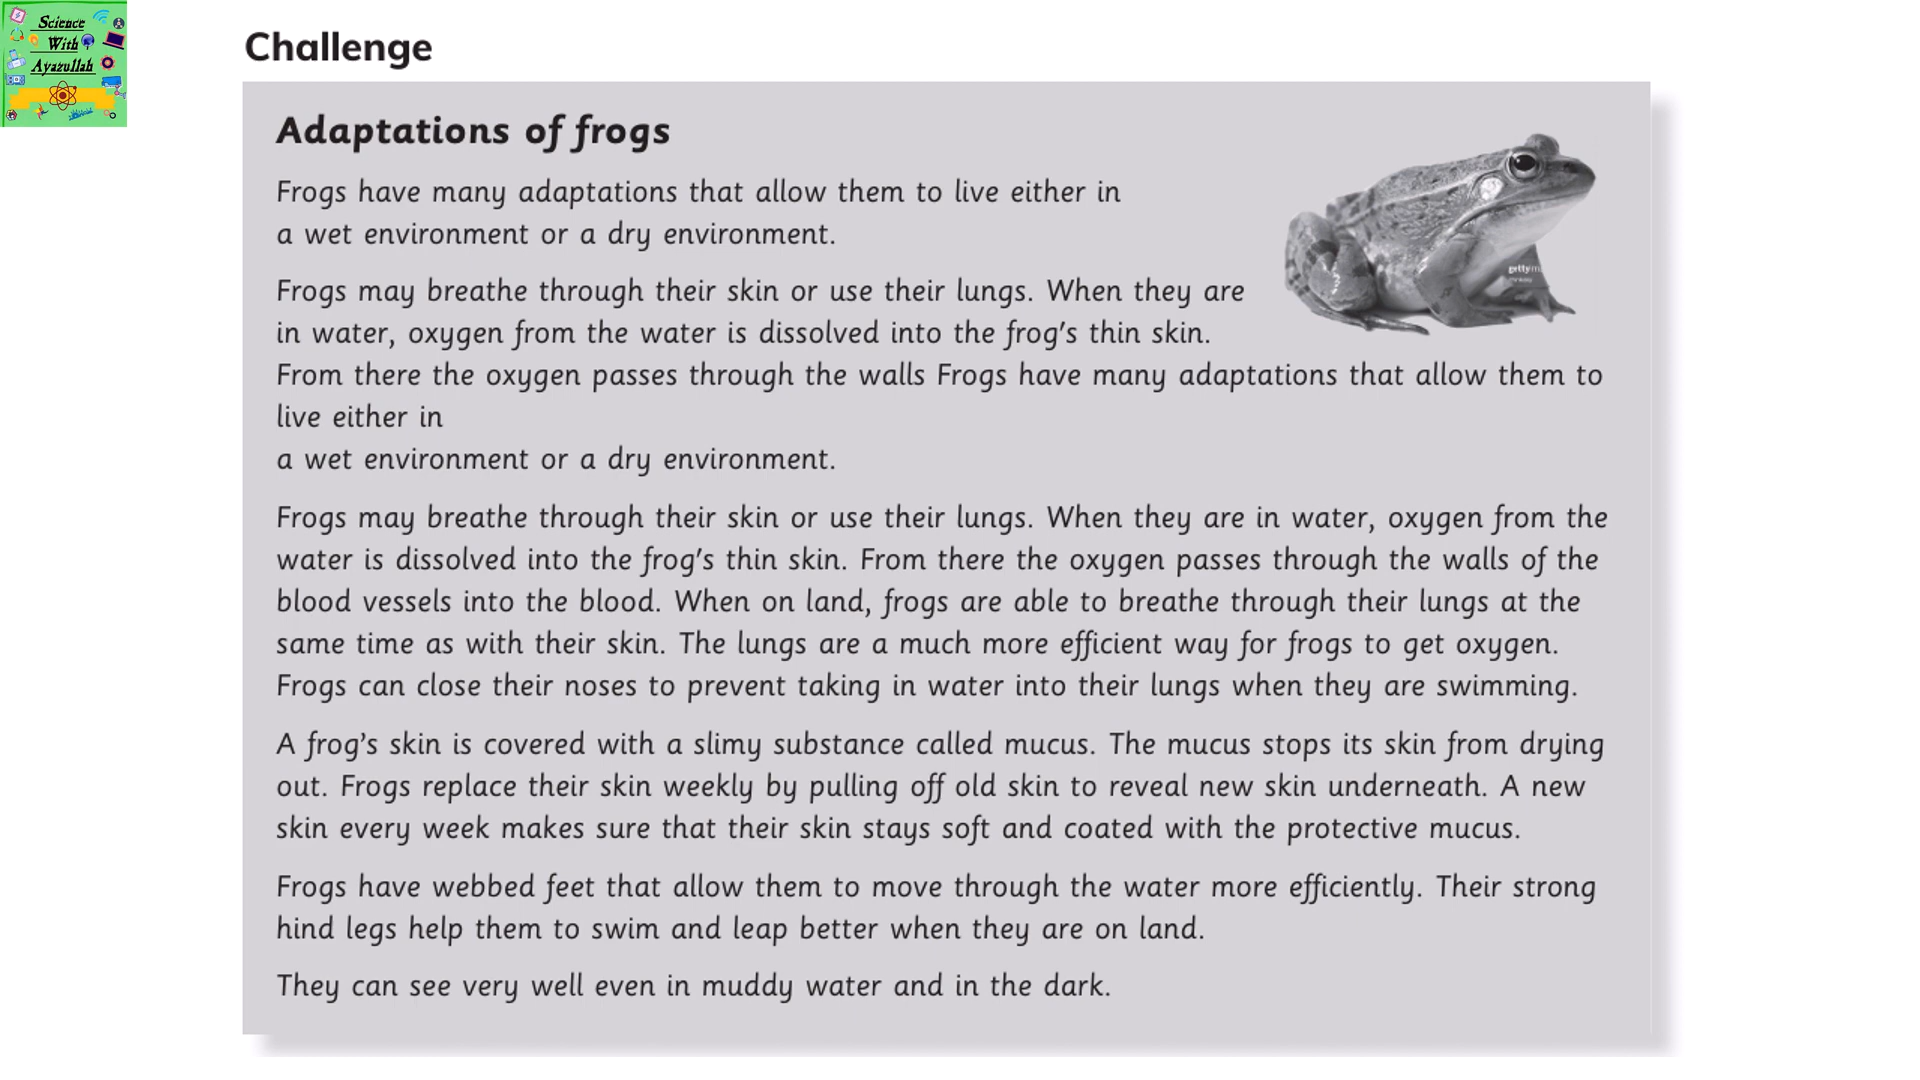 Science
With
Ayazullah
Challenge
Adaptations of frogs
Frogs have many adaptations that allow them to live either in
a wet environment or a dry environment.
Frogs may breathe through their skin or use their lungs. When they are
in water, oxygen from the water is dissolved into the frog's thin skin.
From there the oxygen passes through the walls Frogs have many adaptations that allow them to
live either in
a wet environment or a dry environment.
Frogs may breathe through their skin or use their lungs. When they are in water, oxygen from the
water is dissolved into the frog's thin skin. From there the oxygen passes through the walls of the
blood vessels into the blood. When on land, frogs are able to breathe through their lungs at the
same time as with their skin. The lungs are a much more efficient way for frogs to get oxygen.
Frogs can close their noses to prevent taking in water into their lungs when they are swimming.
A frog's skin is covered with a slimy substance called mucus. The mucus stops its skin from drying
out. Frogs replace their skin weekly by pulling off old skin to reveal new skin underneath. A new
skin every week makes sure that their skin stays soft and coated with the protective mucus.
Frogs have webbed feet that allow them to move through the water more efficiently. Their strong
hind legs help them to swim and leap better when they are on land.
They can see very well even in muddy water and in the dark.